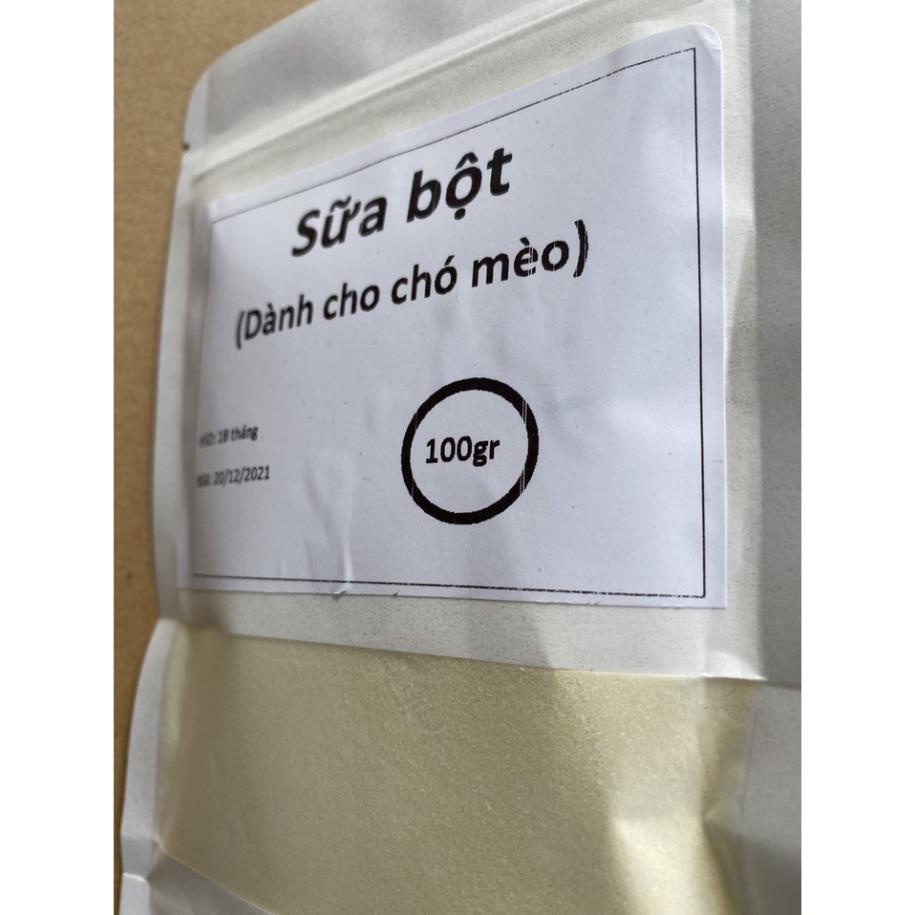 Sữa bột
(Dành cho chó mèo)
HSD: 18 tháng
100gr
NSX: 20/12/2021